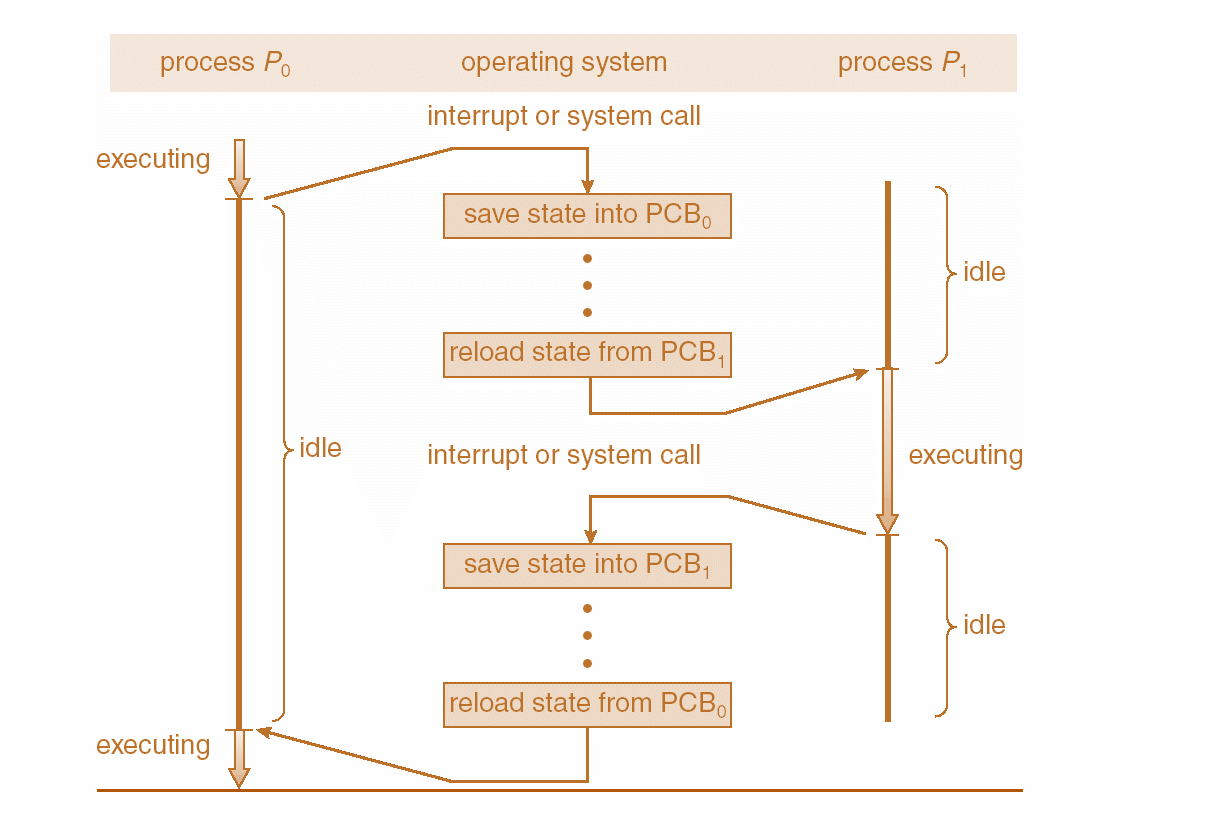 process P0 operating system process P1
interrupt or system call
executing
save state into PCB0
idle
reload state from PCB1
idle
interrupt or system call
executing
save state into PCB1
idle
reload state from PCB0
executing